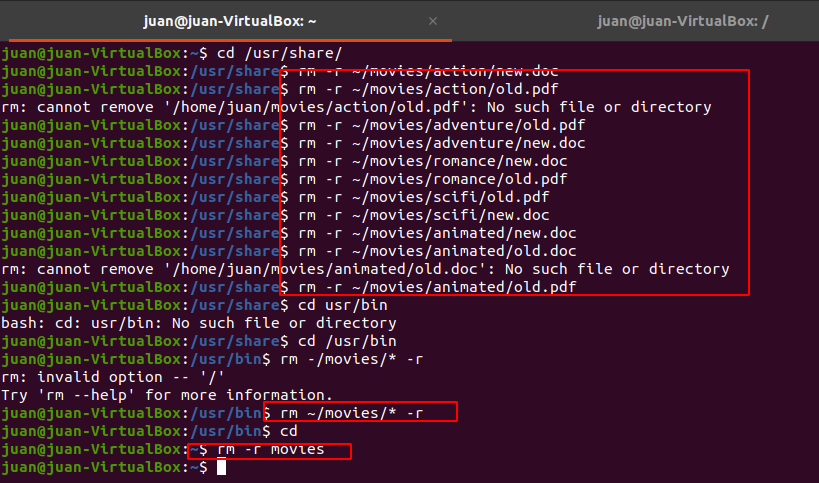 juan@juan-VirtualBox: ~ × juan@juan-VirtualBox: /
juan@juan-VirtualBox:~$ cd /usr/share/
juan@juan-VirtualBox:/usr/share$ rm -r ~/movies/action/new.doc
juan@juan-VirtualBox:/usr/share$ rm -r ~/movies/action/old.pdf
rm: cannot remove '/home/juan/movies/action/old.pdf': No such file or directory
juan@juan-VirtualBox:/usr/share$ rm -r ~/movies/adventure/old.pdf
juan@juan-VirtualBox:/usr/share$ rm -r ~/movies/adventure/new.doc
juan@juan-VirtualBox:/usr/share$ rm -r ~/movies/romance/new.doc
juan@juan-VirtualBox:/usr/share$ rm -r ~/movies/romance/old.pdf
juan@juan-VirtualBox:/usr/share$ rm -r ~/movies/scifi/old.pdf
juan@juan-VirtualBox:/usr/share$ rm -r ~/movies/scifi/new.doc
juan@juan-VirtualBox:/usr/share$ rm -r ~/movies/animated/new.doc
juan@juan-VirtualBox:/usr/share$ rm -r ~/movies/animated/old.doc
rm: cannot remove '/home/juan/movies/animated/old.doc': No such file or directory
juan@juan-VirtualBox:/usr/share$ rm -r ~/movies/animated/old.pdf
juan@juan-VirtualBox:/usr/share$ cd usr/bin
bash: cd: usr/bin: No such file or directory
juan@juan-VirtualBox:/usr/share$ cd /usr/bin
juan@juan-VirtualBox:/usr/bin$ rm -/movies/* -r
rm: invalid option -- '/'
Try 'rm --help' for more information.
juan@juan-VirtualBox:/usr/bin$ rm ~/movies/* -r
juan@juan-VirtualBox:/usr/bin$ cd
juan@juan-VirtualBox:~$ rm -r movies
juan@juan-VirtualBox:~$